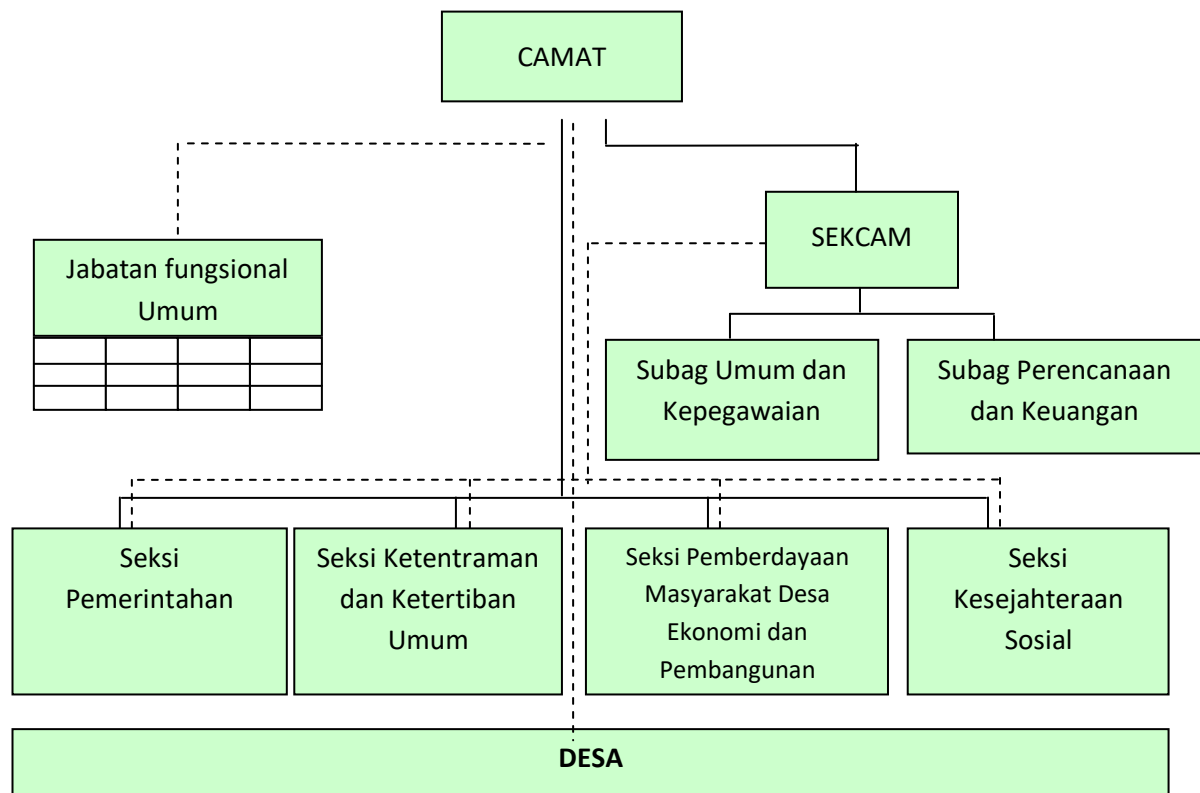 CAMAT
SEKCAM
Jabatan fungsional
Umum
Subag Umum dan
Kepegawaian
Subag Perencanaan
dan Keuangan
Seksi
Pemerintahan
Seksi Ketentraman
dan Ketertiban
Umum
Seksi Pemberdayaan
Masyarakat Desa
Ekonomi dan
Pembangunan
Seksi
Kesejahteraan
Sosial
DESA